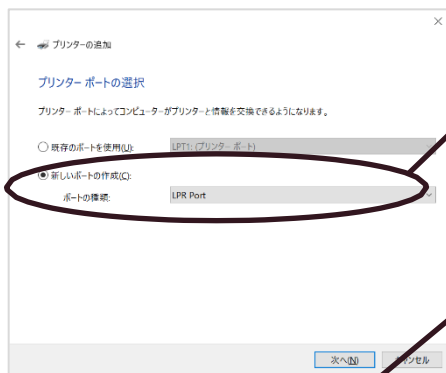 プリンターの追加
プリンター ポートの選択
プリンター ポートによってコンピューターがプリンターと情報を交換できるようになります。
既存のポートを使用(U):
LPT1: (プリンター ポート)
新しいポートの作成(C):
ポートの種類:
LPR Port
次へ(N)
キャンセル